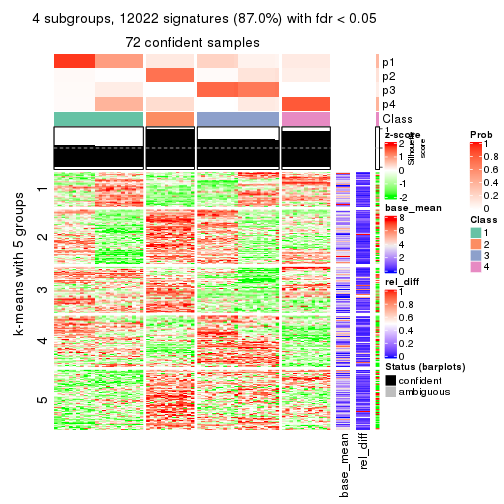 4 subgroups, 12022 signatures (87.0%) with fdr < 0.05
72 confident samples
p1
p2
p3
p4
Class
1
Silhouette
score
k-means with 5 groups
1
2
3
4
5
base_mean
rel_diff
z-score
2
1
0
-1
-2
base_mean
8
6
4
2
0
rel_diff
1
0.8
0.6
0.4
0.2
0
Status (barplots)
confident
ambiguous
Prob
1
0.8
0.6
0.4
0.2
0
Class
1
2
3
4